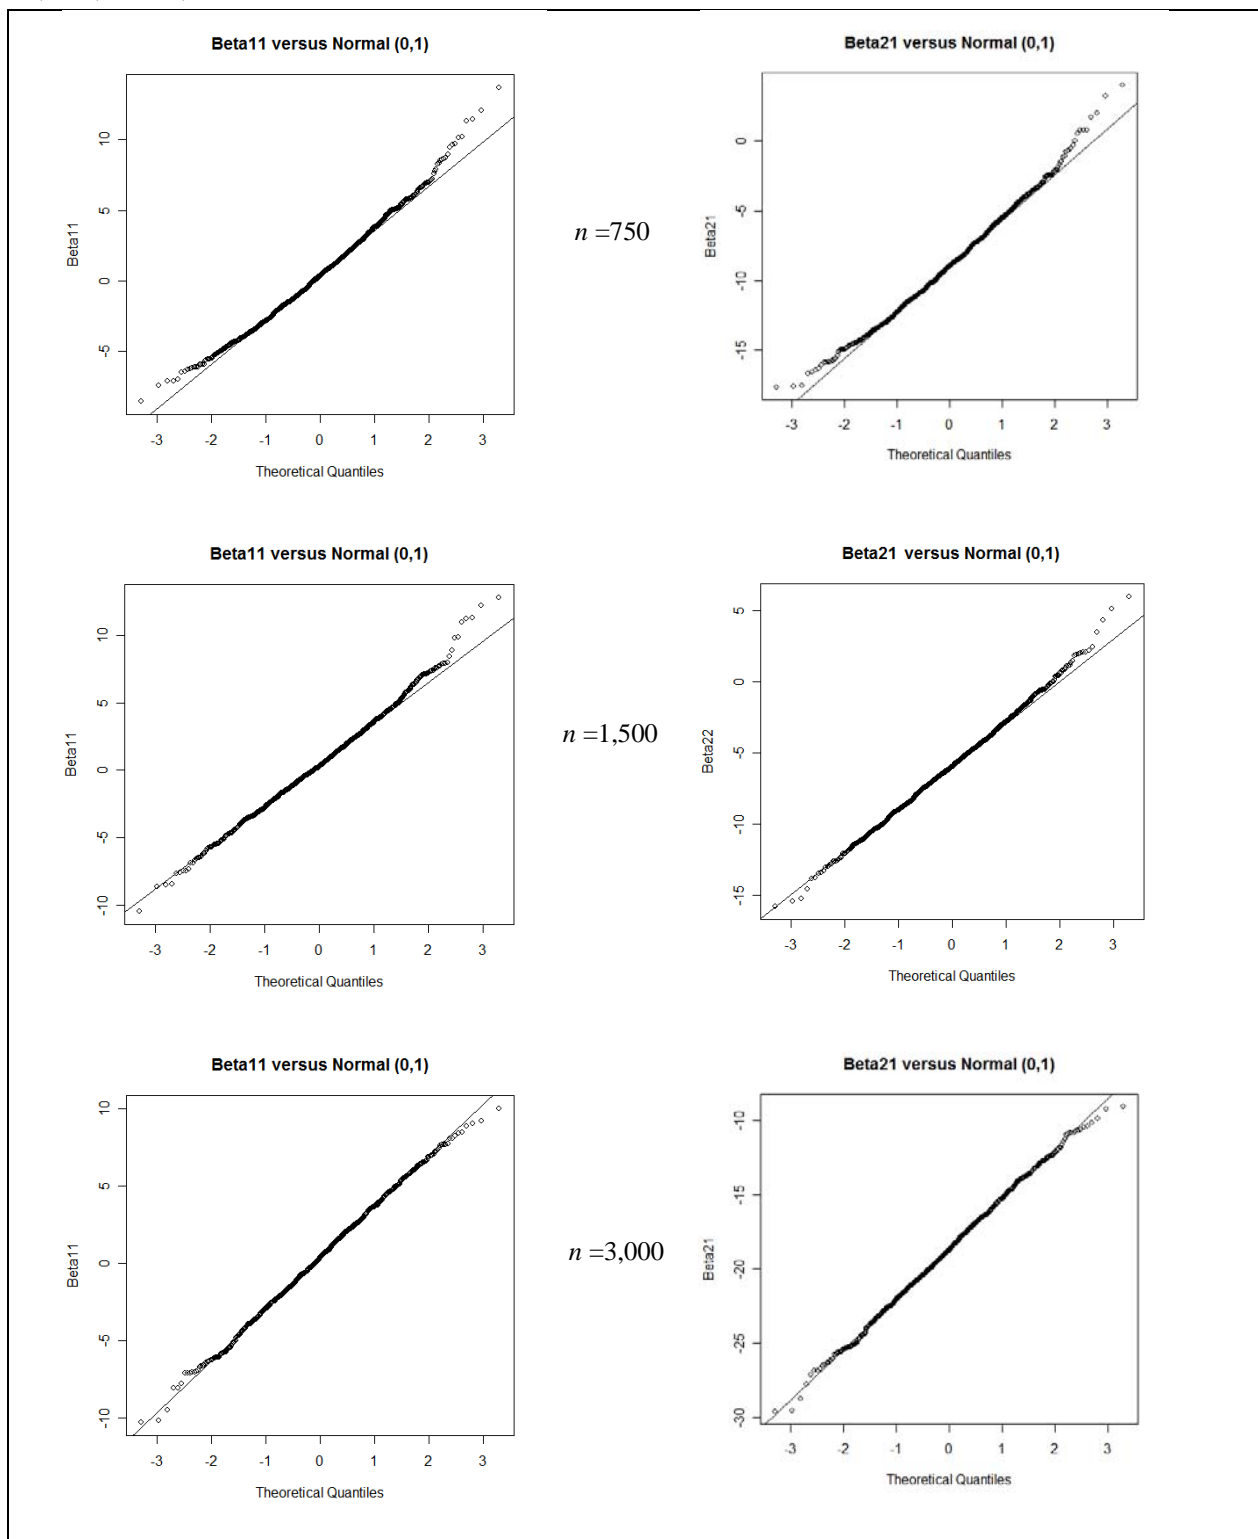 Beta11 versus Normal (0,1)
Beta11
10
5
0
-5
-3 -2 -1 0 1 2 3
Theoretical Quantiles
n =750
Beta21 versus Normal (0,1)
Beta21
0
-5
-10
-15
-3 -2 -1 0 1 2 3
Theoretical Quantiles
Beta11 versus Normal (0,1)
Beta11
10
5
0
-5
-10
-3 -2 -1 0 1 2 3
Theoretical Quantiles
n =1,500
Beta21 versus Normal (0,1)
Beta22
5
0
-5
-10
-15
-3 -2 -1 0 1 2 3
Theoretical Quantiles
Beta11 versus Normal (0,1)
Beta11
10
5
0
-5
-10
-3 -2 -1 0 1 2 3
Theoretical Quantiles
n =3,000
Beta21 versus Normal (0,1)
Beta21
-10
-15
-20
-25
-30
-3 -2 -1 0 1 2 3
Theoretical Quantiles